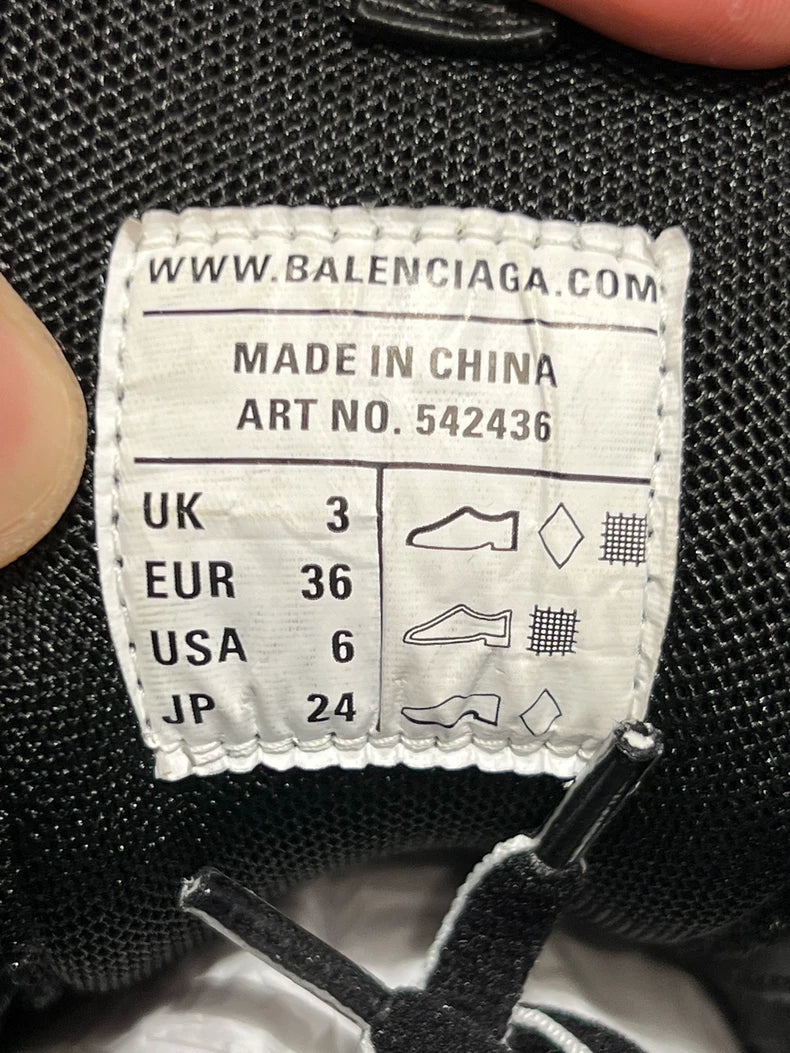 WWW.BALENCIAGA.COM
MADE IN CHINA
ART NO. 542436
UK 3
EUR 36
USA 6
JP 24